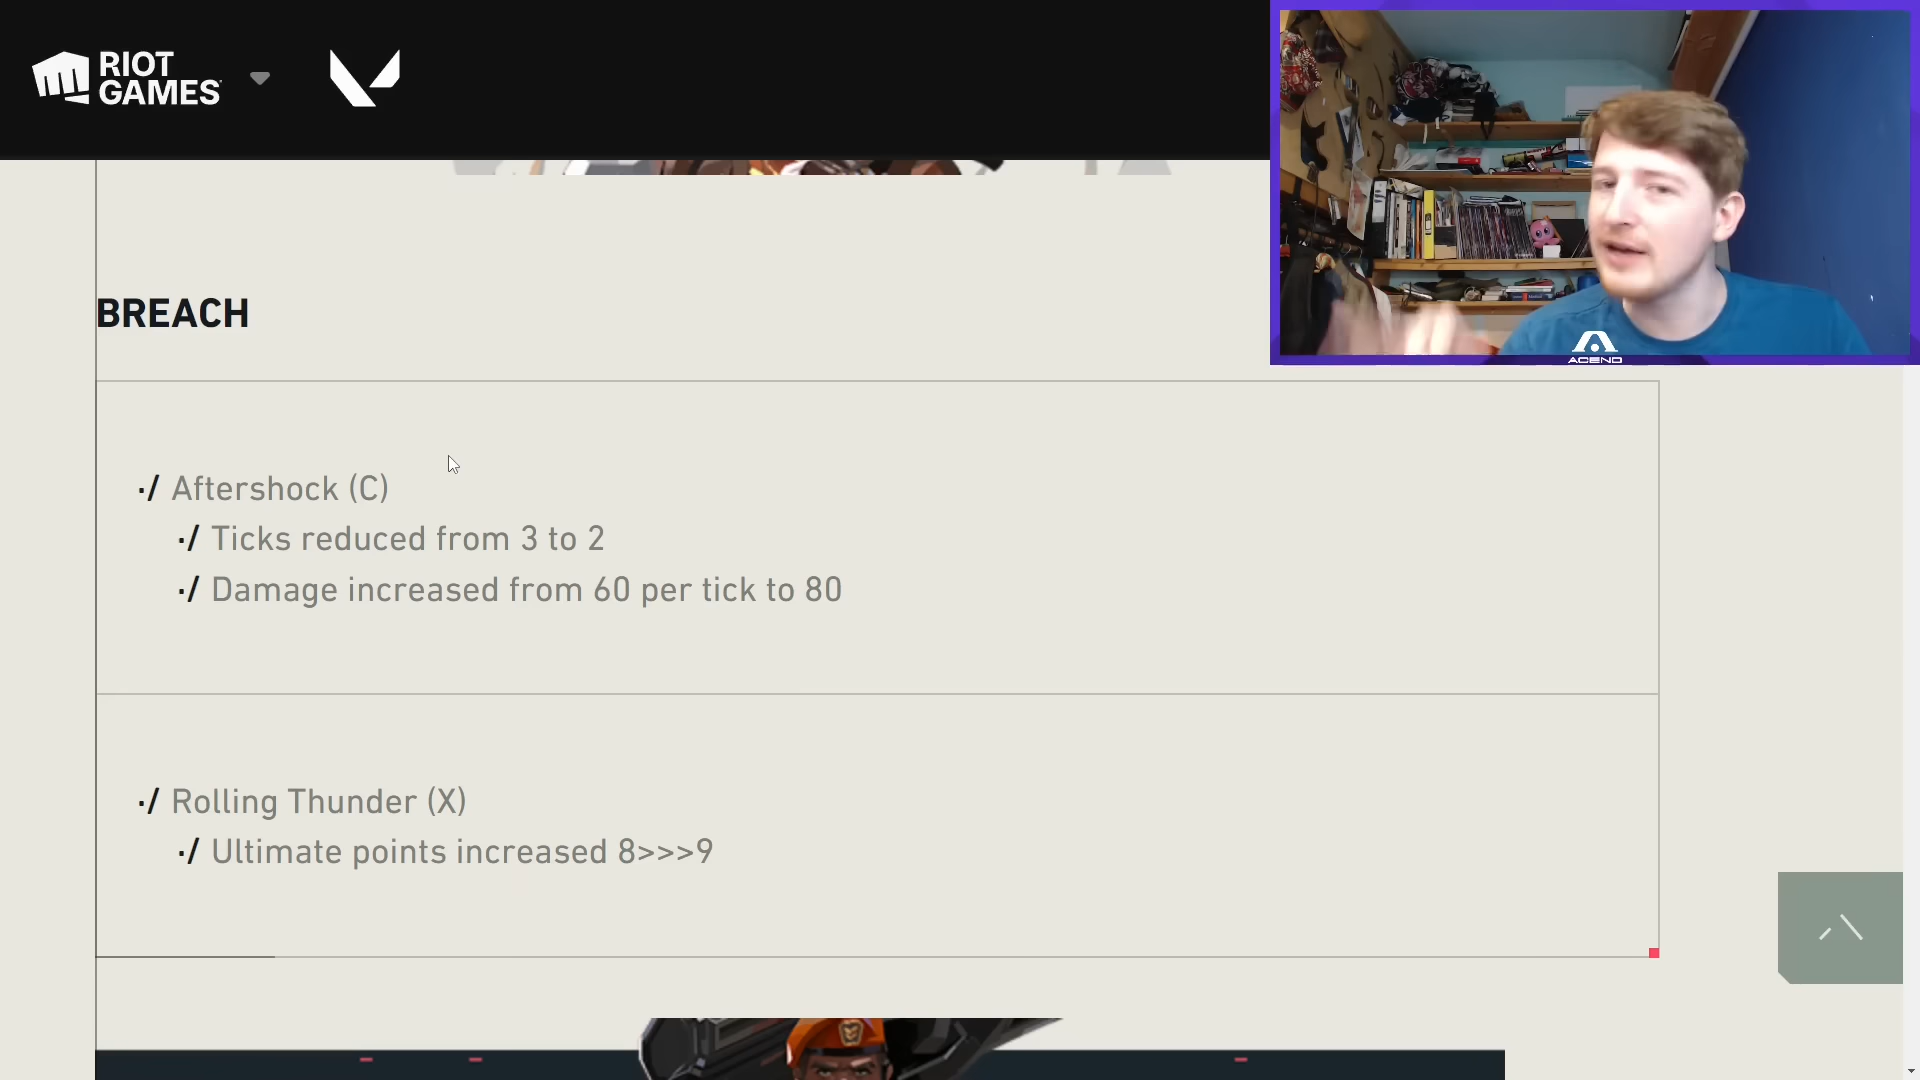 RIOT
GAMES
BREACH
Aftershock (C)
Ticks reduced from 3 to 2
Damage increased from 60 per tick to 80
Rolling Thunder (X)
Ultimate points increased 8>>>9
ACEND